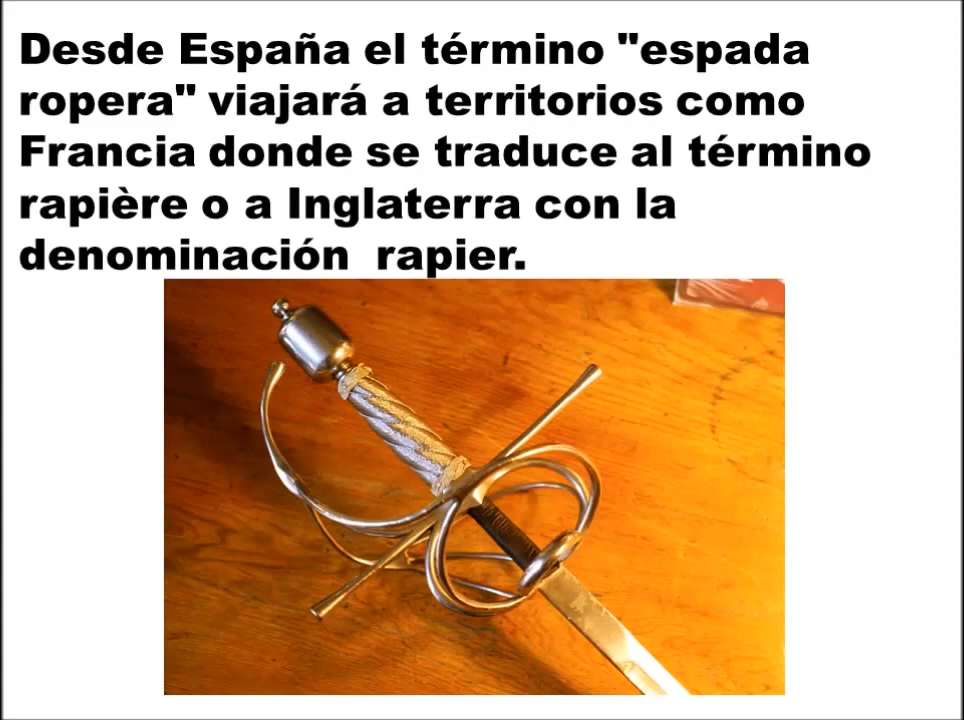 Desde España el término "espada
ropera" viajará a territorios como
Francia donde se traduce al término
rapière o a Inglaterra con la
denominación  rapier.